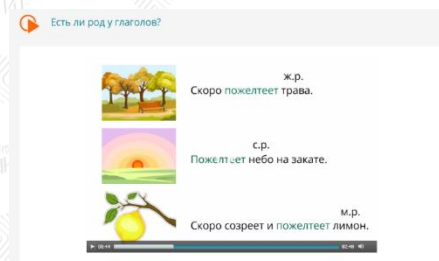 Есть ли род у глаголов?
ж.р.
Скоро пожелтеет трава.
с.р.
Пожелтеет небо на закате.
м.р.
Скоро созреет и пожелтеет лимон.